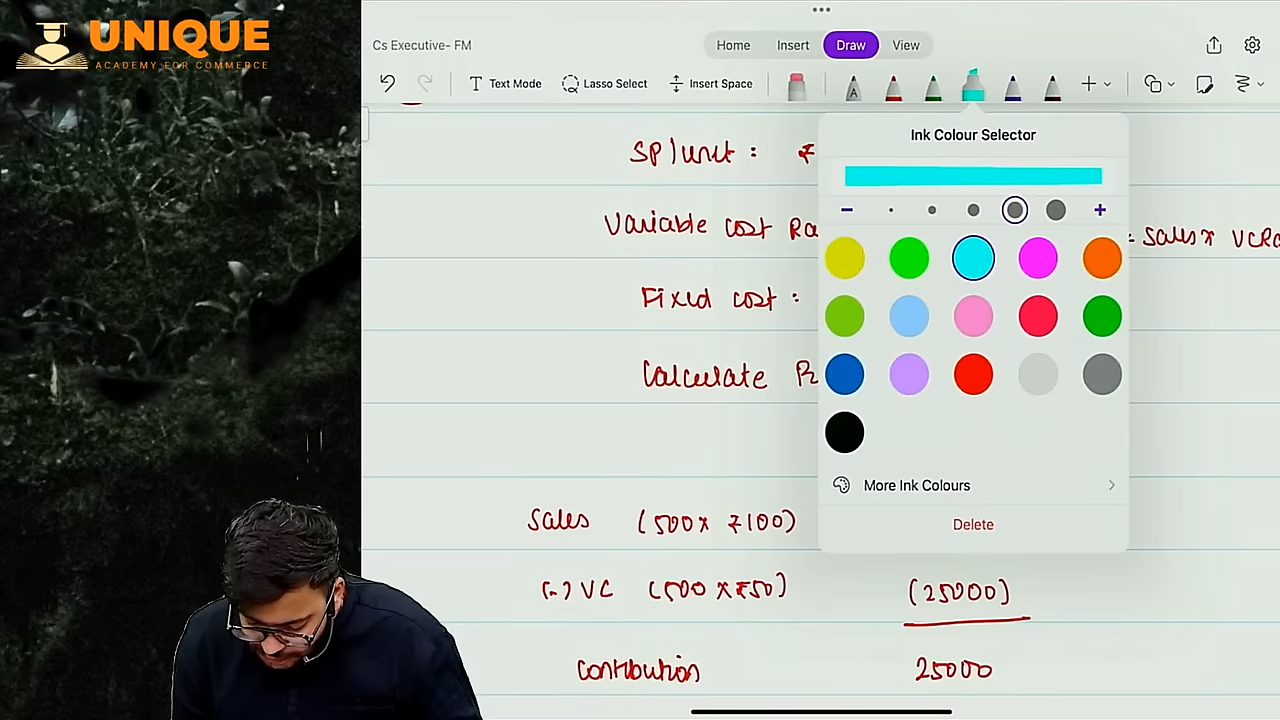 UNIQUE
ACADEMY FOR COMMERCE
Cs Executive- FM
Home
Insert
Draw
View
Text Mode
Lasso Select
Insert Space
A
Ink Colour Selector
SP/unit : ₹
Variable cost Ra
= Sales x VCRa
Fixed cost :
Calculate
More Ink Colours
Delete
Sales (500x ₹100)
(-) VC (500 x ₹50) (25000)
Contribution 25000